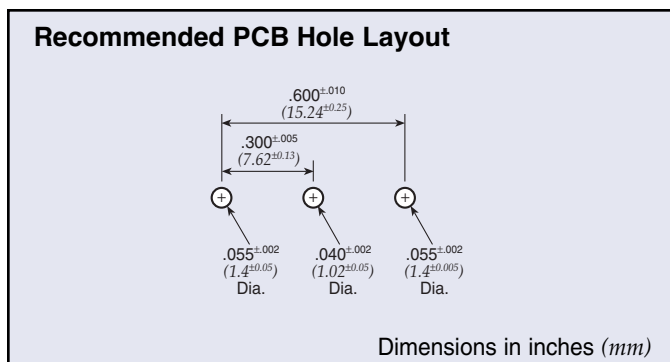 Recommended PCB Hole Layout
.600±.010
(15.24±0.25)
.300±.005
(7.62±0.13)
.055±.002
(1.4±0.05)
Dia.
.040±.002
(1.02±0.05)
Dia.
.055±.002
(1.4±0.005)
Dia.
Dimensions in inches (mm)